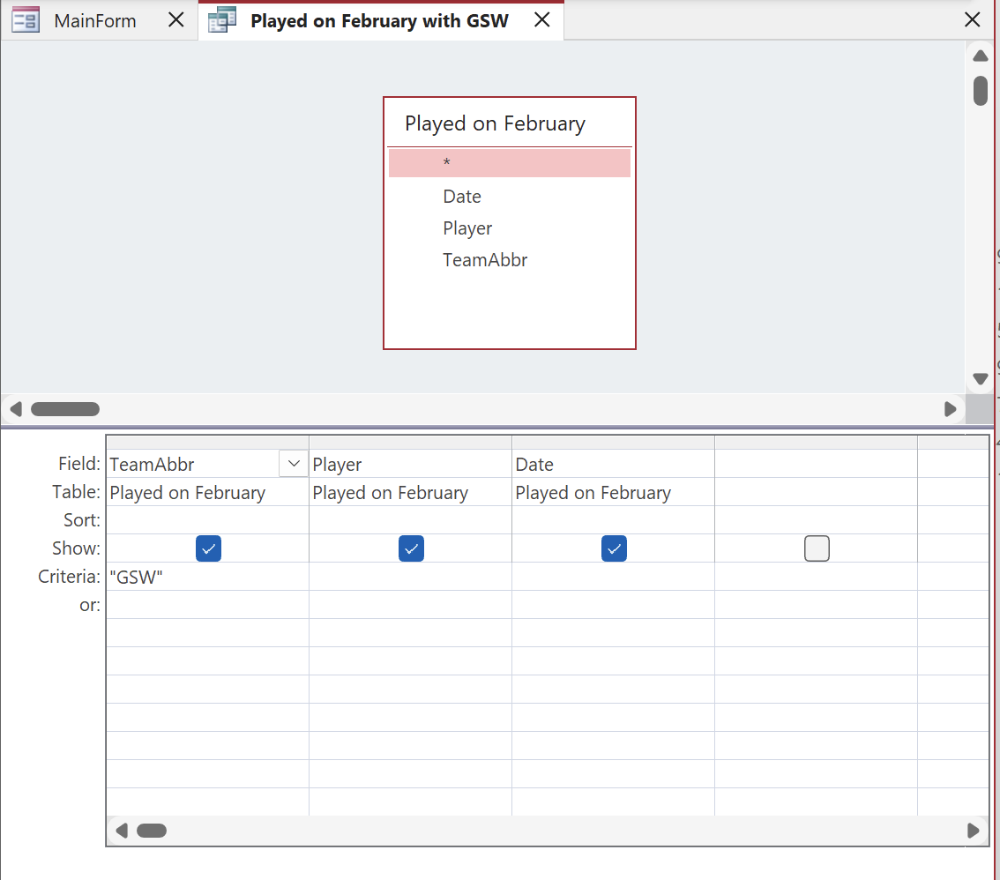 MainForm Played on February with GSW
Played on February
*
Date
Player
TeamAbbr
Field: TeamAbbr Player Date
Table: Played on February Played on February Played on February
Sort:
Show:
Criteria: "GSW"
or: